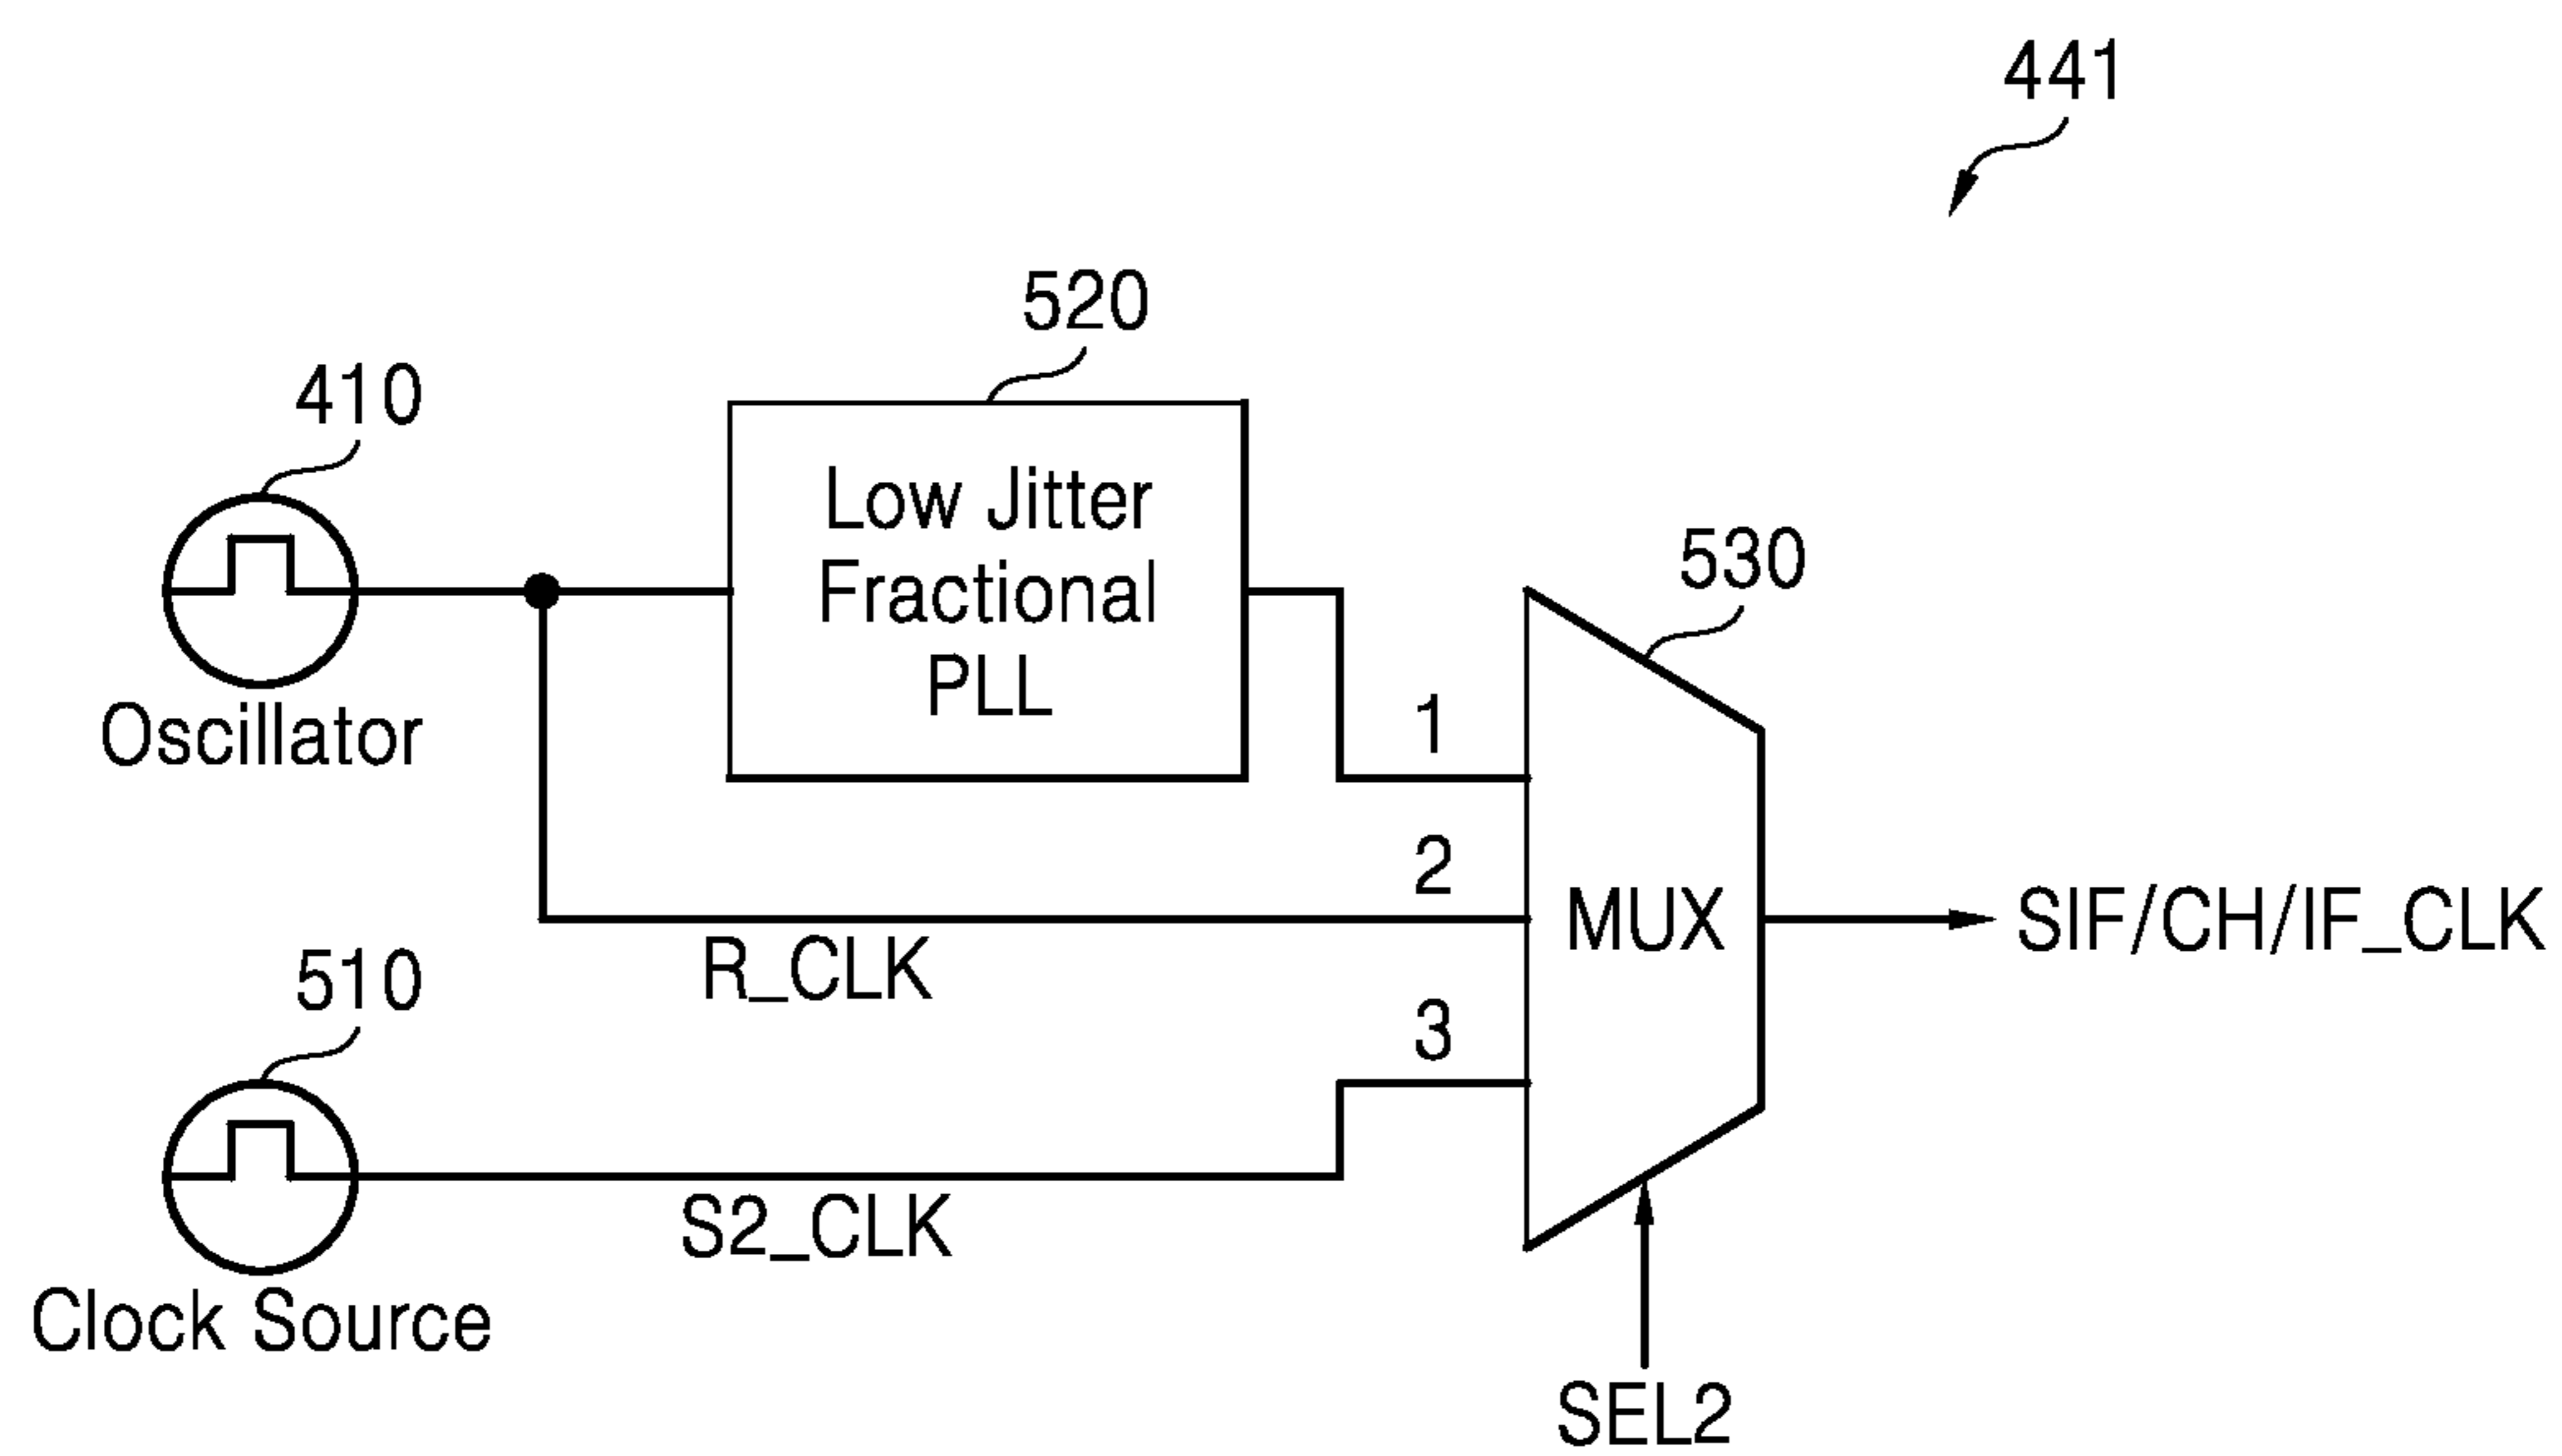 441
520
410
Low Jitter
Fractional
PLL
530
Oscillator
1
2
MUX
SIF/CH/IF_CLK
R_CLK
510
3
S2_CLK
Clock Source
SEL2